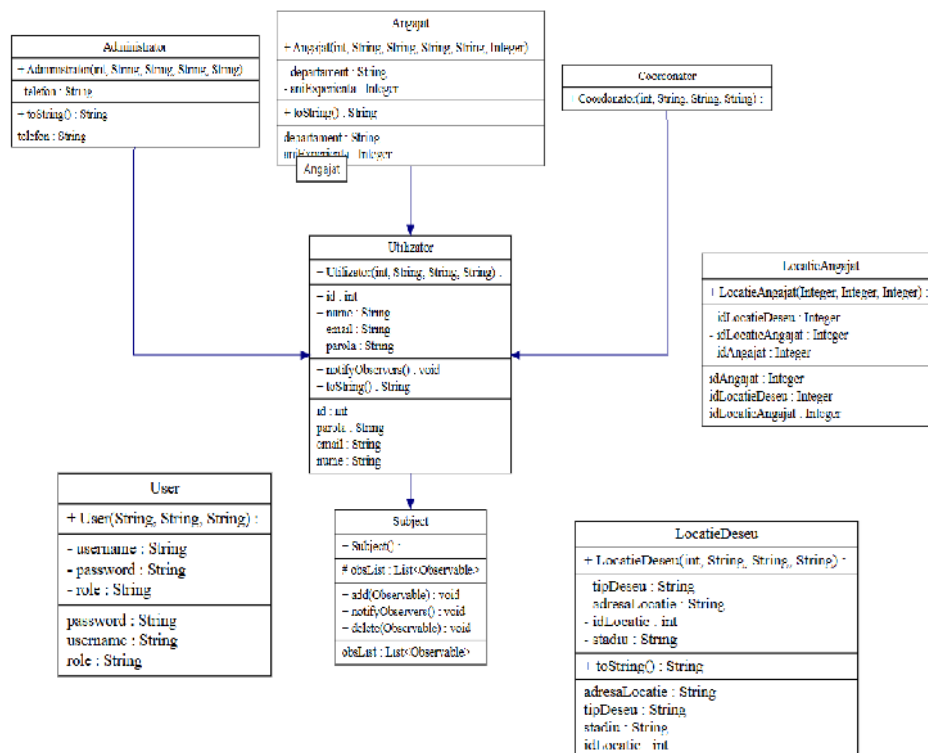 Administrator
+ Administrator(int, String, String, String, String)
telefon : String
+ toString() : String
telefon : String
Angajat
+ Angajat(int, String, String, String, String, Integer)
departament : String
- aniExperienta : Integer
+ toString() : String
departament : String
aniExperienta : Integer
Angajat
Coordonator
+ Coordonator(int, String, String, String) :
Utilizator
+ Utilizator(int, String, String, String) :
- id : int
- nume : String
email : String
parola : String
+ notifyObservers() : void
+ toString() : String
id : int
parola : String
email : String
nume : String
LocatieAngajat
+ LocatieAngajat(Integer, Integer, Integer) :
idLocatieDeseu : Integer
- idLocatieAngajat : Integer
idAngajat : Integer
idAngajat : Integer
idLocatieDeseu : Integer
idLocatieAngajat : Integer
User
+ User(String, String, String) :
- username : String
- password : String
- role : String
password : String
username : String
role : String
Subject
+ Subject() :
# obsList : List<Observable>
+ add(Observable) : void
+ notifyObservers() : void
+ delete(Observable) : void
obsList : List<Observable>
LocatieDeseu
+ LocatieDeseu(int, String, String, String) :
tipDeseu : String
- adresaLocatie : String
- idLocatie : int
- stadiu : String
+ toString() : String
adresaLocatie : String
tipDeseu : String
stadiu : String
idLocatie : int